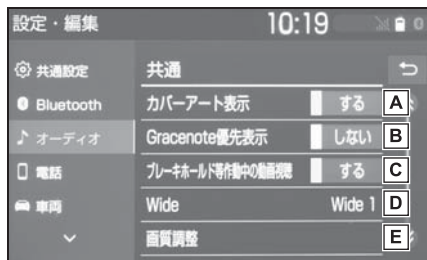 設定・編集 10:19 0
共通設定
Bluetooth
オーディオ
電話
車両
共通
カバーアート表示 する A
Gracenote優先表示 しない B
ブレーキホールド等作動中の動画視聴 する C
Wide Wide 1 D
画質調整 E